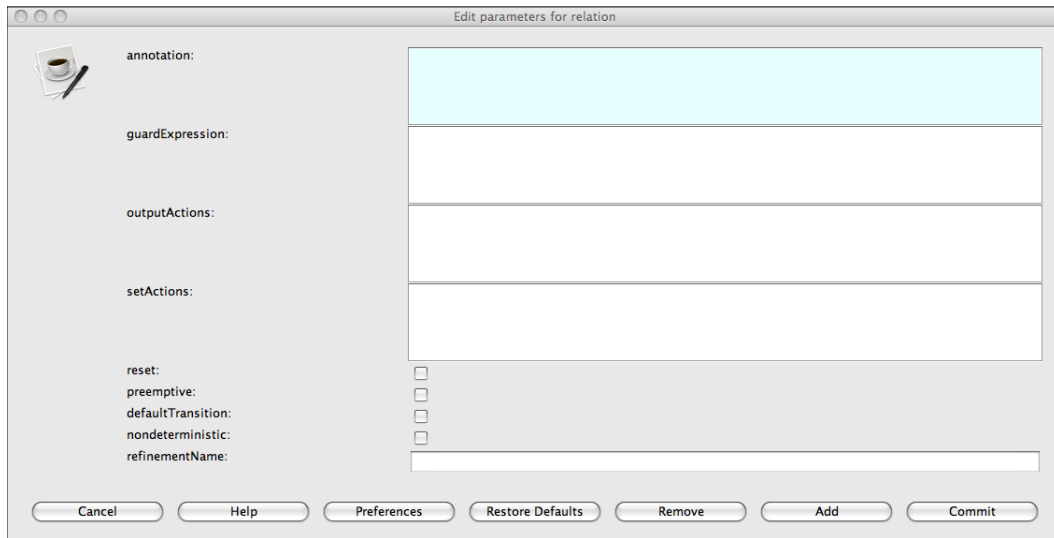 Edit parameters for relation
annotation:
guardExpression:
outputActions:
setActions:
reset:
preemptive:
defaultTransition:
nondeterministic:
refinementName:
Cancel Help Preferences Restore Defaults Remove Add Commit